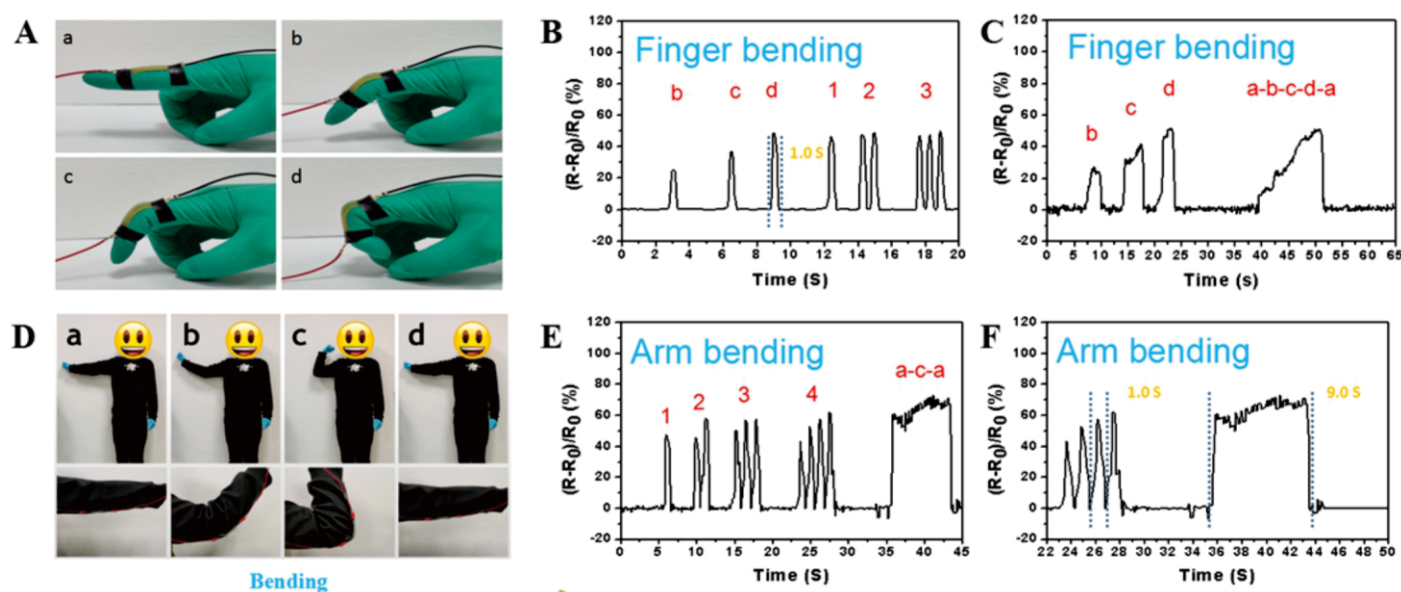 A
a
b
c
d
B
120
100
80
60
40
20
0
-20
(R-R0)/R0 (%)
Finger bending
b
c
d
1
2
3
1.0 S
0 2 4 6 8 10 12 14 16 18 20
Time (S)
C
120
100
80
60
40
20
0
-20
(R-R0)/R0 (%)
Finger bending
b
c
d
a-b-c-d-a
0 5 10 15 20 25 30 35 40 45 50 55 60 65
Time (s)
D
a
b
c
d
Bending
E
120
100
80
60
40
20
0
-20
(R-R0)/R0 (%)
Arm bending
1
2
3
4
a-c-a
0 5 10 15 20 25 30 35 40 45
Time (S)
F
120
100
80
60
40
20
0
-20
(R-R0)/R0 (%)
Arm bending
1.0 S
9.0 S
22 24 26 28 30 32 34 36 38 40 42 44 46 48 50
Time (S)